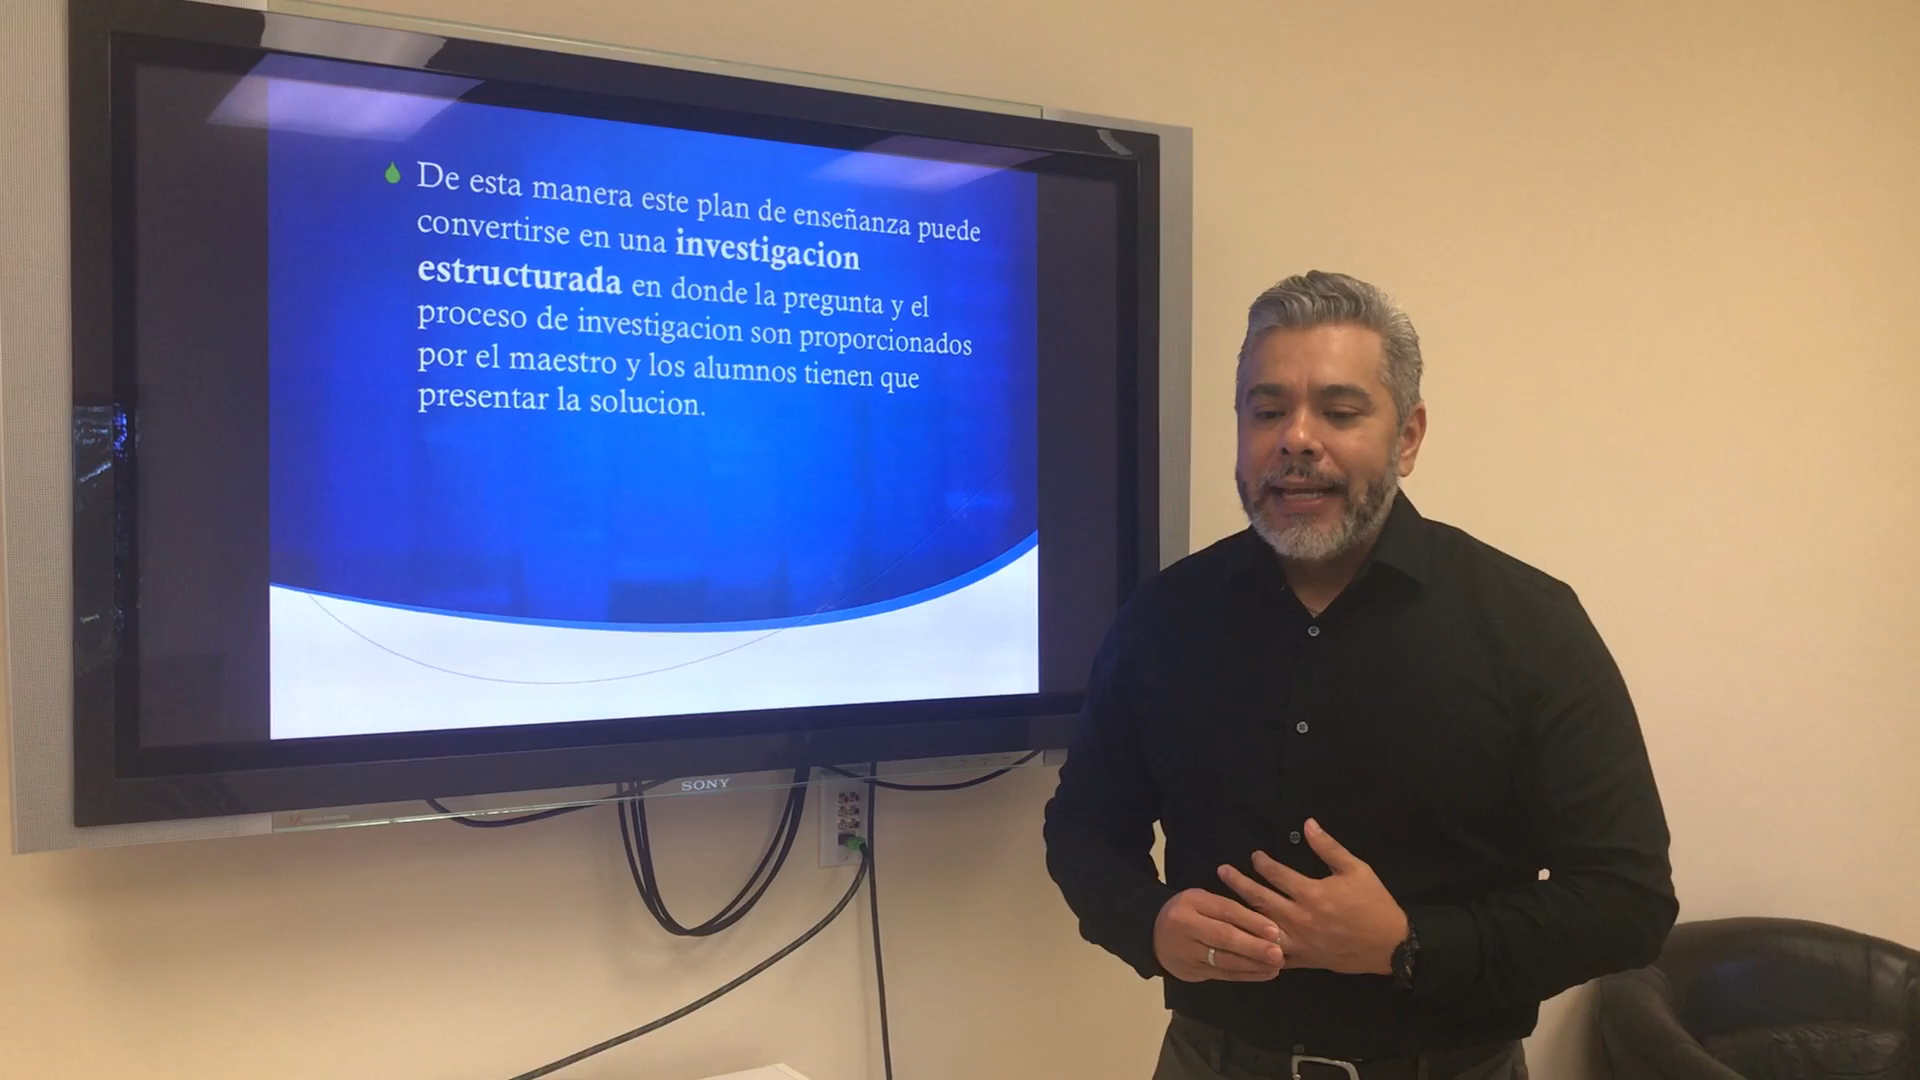 De esta manera este plan de enseñanza puede
convertirse en una investigacion
estructurada en donde la pregunta y el
proceso de investigacion son proporcionados
por el maestro y los alumnos tienen que
presentar la solucion.
SONY